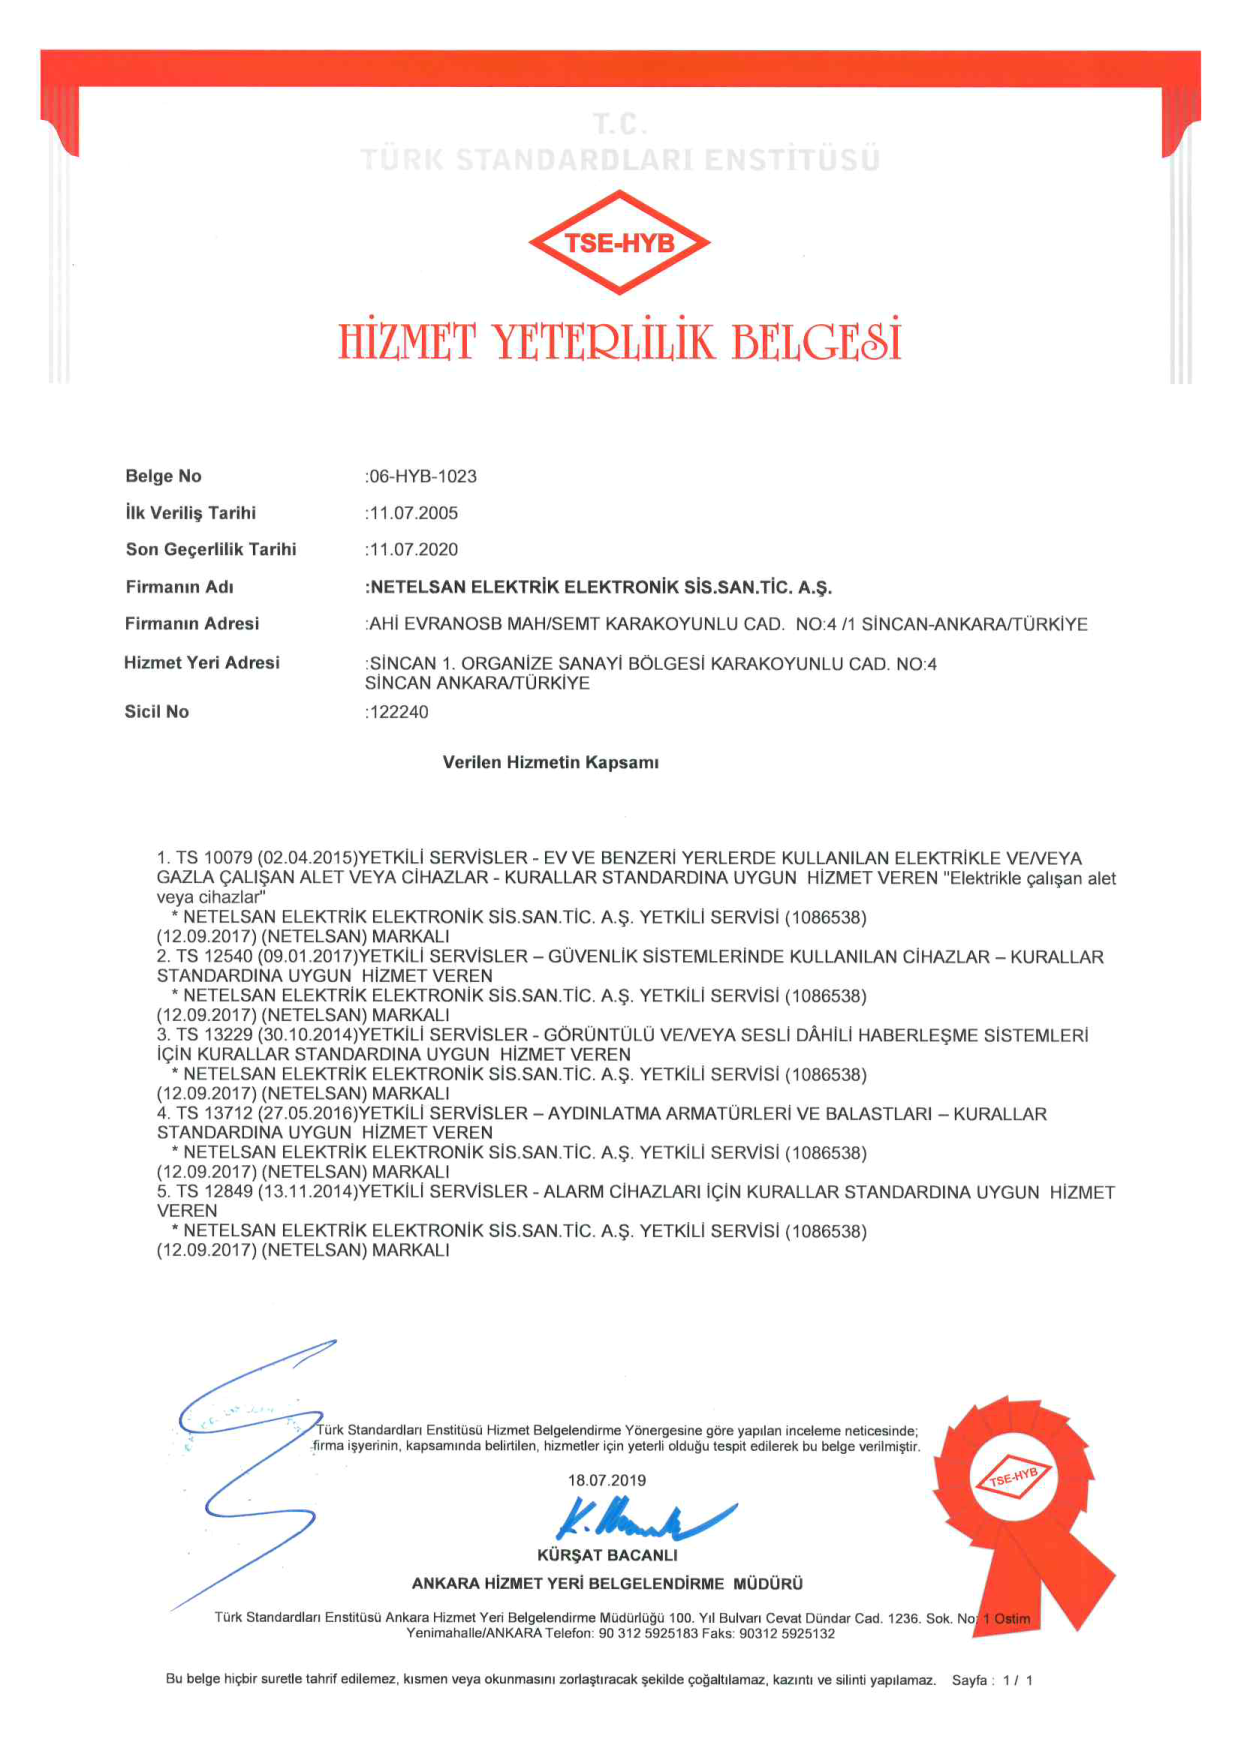 T.C.
TÜRK STANDARDLARI ENSTİTÜSÜ
TSE-HYB
HİZMET YETERLİLİK BELGESİ
Belge No :06-HYB-1023
İlk Veriliş Tarihi :11.07.2005
Son Geçerlilik Tarihi :11.07.2020
Firmanın Adı :NETELSAN ELEKTRİK ELEKTRONİK SİS.SAN.TİC. A.Ş.
Firmanın Adresi :AHİ EVRANOSB MAH/SEMT KARAKOYUNLU CAD. NO:4 /1 SİNCAN-ANKARA/TÜRKİYE
Hizmet Yeri Adresi :SİNCAN 1. ORGANİZE SANAYİ BÖLGESİ KARAKOYUNLU CAD. NO:4
SİNCAN ANKARA/TÜRKİYE
Sicil No :122240
Verilen Hizmetin Kapsamı
1. TS 10079 (02.04.2015)YETKİLİ SERVİSLER - EV VE BENZERİ YERLERDE KULLANILAN ELEKTRİKLE VE/VEYA
GAZLA ÇALIŞAN ALET VEYA CİHAZLAR - KURALLAR STANDARDINA UYGUN HİZMET VEREN "Elektrikle çalışan alet
veya cihazlar"
* NETELSAN ELEKTRİK ELEKTRONİK SİS.SAN.TİC. A.Ş. YETKİLİ SERVİSİ (1086538)
(12.09.2017) (NETELSAN) MARKALI
2. TS 12540 (09.01.2017)YETKİLİ SERVİSLER – GÜVENLİK SİSTEMLERİNDE KULLANILAN CİHAZLAR – KURALLAR
STANDARDINA UYGUN HİZMET VEREN
* NETELSAN ELEKTRİK ELEKTRONİK SİS.SAN.TİC. A.Ş. YETKİLİ SERVİSİ (1086538)
(12.09.2017) (NETELSAN) MARKALI
3. TS 13229 (30.10.2014)YETKİLİ SERVİSLER - GÖRÜNTÜLÜ VE/VEYA SESLİ DÂHİLİ HABERLEŞME SİSTEMLERİ
İÇİN KURALLAR STANDARDINA UYGUN HİZMET VEREN
* NETELSAN ELEKTRİK ELEKTRONİK SİS.SAN.TİC. A.Ş. YETKİLİ SERVİSİ (1086538)
(12.09.2017) (NETELSAN) MARKALI
4. TS 13712 (27.05.2016)YETKİLİ SERVİSLER – AYDINLATMA ARMATÜRLERİ VE BALASTLARI – KURALLAR
STANDARDINA UYGUN HİZMET VEREN
* NETELSAN ELEKTRİK ELEKTRONİK SİS.SAN.TİC. A.Ş. YETKİLİ SERVİSİ (1086538)
(12.09.2017) (NETELSAN) MARKALI
5. TS 12849 (13.11.2014)YETKİLİ SERVİSLER - ALARM CİHAZLARI İÇİN KURALLAR STANDARDINA UYGUN HİZMET
VEREN
* NETELSAN ELEKTRİK ELEKTRONİK SİS.SAN.TİC. A.Ş. YETKİLİ SERVİSİ (1086538)
(12.09.2017) (NETELSAN) MARKALI
Türk Standardları Enstitüsü Hizmet Belgelendirme Yönergesine göre yapılan inceleme neticesinde;
firma işyerinin, kapsamında belirtilen, hizmetler için yeterli olduğu tespit edilerek bu belge verilmiştir.
TSE-HYB
18.07.2019
KÜRŞAT BACANLI
ANKARA HİZMET YERİ BELGELENDİRME MÜDÜRÜ
Türk Standardları Enstitüsü Ankara Hizmet Yeri Belgelendirme Müdürlüğü 100. Yıl Bulvarı Cevat Dündar Cad. 1236. Sok. No: 1 Ostim
Yenimahalle/ANKARA Telefon: 90 312 5925183 Faks: 90312 5925132
Bu belge hiçbir suretle tahrif edilemez, kısmen veya okunmasını zorlaştıracak şekilde çoğaltılamaz, kazıntı ve silinti yapılamaz. Sayfa : 1 / 1